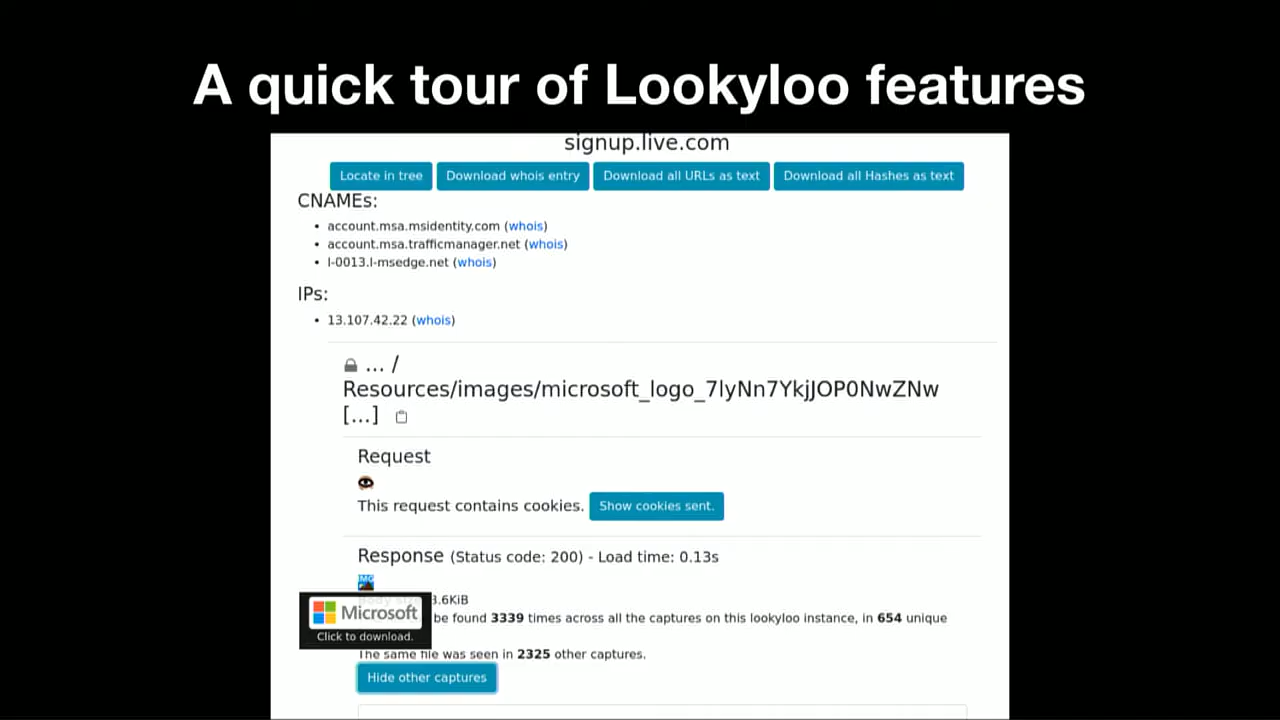 A quick tour of Lookyloo features
signup.live.com
Locate in tree Download whois entry Download all URLs as text Download all Hashes as text
CNAMEs:
• account.msa.msidentity.com (whois)
• account.msa.trafficmanager.net (whois)
• l-0013.l-msedge.net (whois)
IPs:
• 13.107.42.22 (whois)
... /
Resources/images/microsoft_logo_7lyNn7YkjJOP0NwZNw
[...]
Request
This request contains cookies. Show cookies sent.
Response (Status code: 200) - Load time: 0.13s
IMG
3.6KiB
Microsoft
be found 3339 times across all the captures on this lookyloo instance, in 654 unique
Click to download.
The same file was seen in 2325 other captures.
Hide other captures